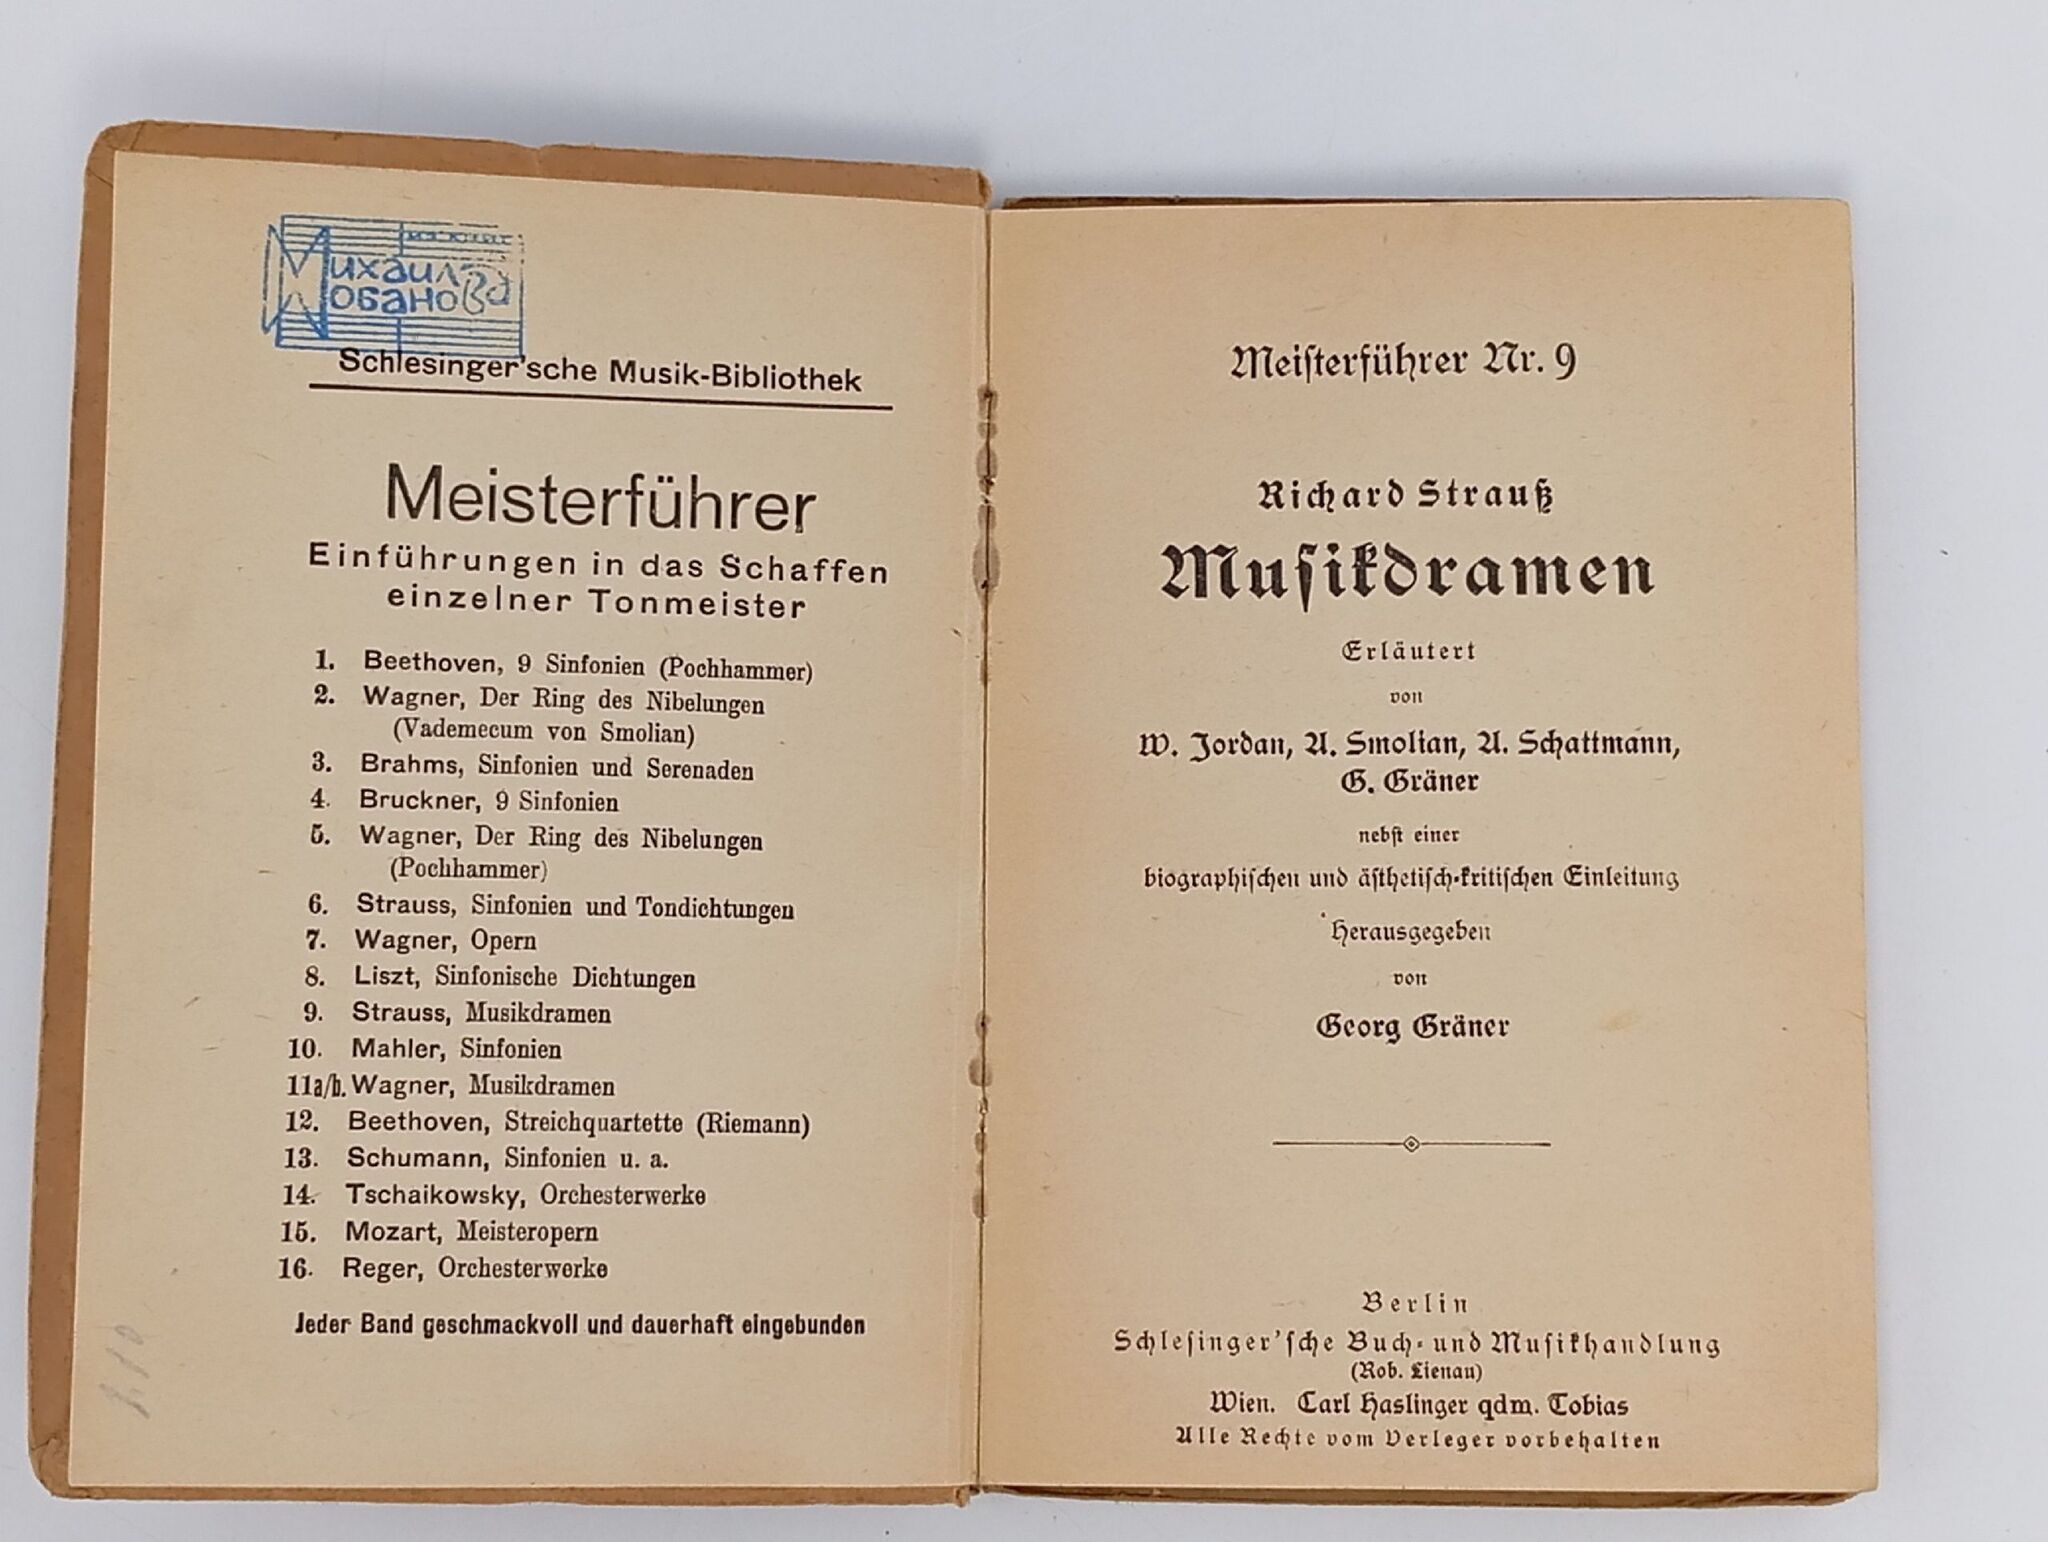 Михаил
Лобанова
Schlesinger'sche Musik-Bibliothek
Meisterführer
Einführungen in das Schaffen
einzelner Tonmeister
1. Beethoven, 9 Sinfonien (Pochhammer)
2. Wagner, Der Ring des Nibelungen
(Vademecum von Smolian)
3. Brahms, Sinfonien und Serenaden
4. Bruckner, 9 Sinfonien
5. Wagner, Der Ring des Nibelungen
(Pochhammer)
6. Strauss, Sinfonien und Tondichtungen
7. Wagner, Opern
8. Liszt, Sinfonische Dichtungen
9. Strauss, Musikdramen
10. Mahler, Sinfonien
11a/b. Wagner, Musikdramen
12. Beethoven, Streichquartette (Riemann)
13. Schumann, Sinfonien u. a.
14. Tschaikowsky, Orchesterwerke
15. Mozart, Meisteropern
16. Reger, Orchesterwerke
Jeder Band geschmackvoll und dauerhaft eingebunden
Meiſterführer Nr. 9
Richard Strauß
Muſikdramen
Erläutert
von
W. Jordan, A. Smolian, A. Schattmann,
G. Gräner
nebſt einer
biographiſchen und äſthetiſch-kritiſchen Einleitung
Herausgegeben
von
Georg Gräner
Berlin
Schleſinger'ſche Buch- und Muſikhandlung
(Rob. Lienau)
Wien. Carl Haslinger qdm. Tobias
Alle Rechte vom Verleger vorbehalten